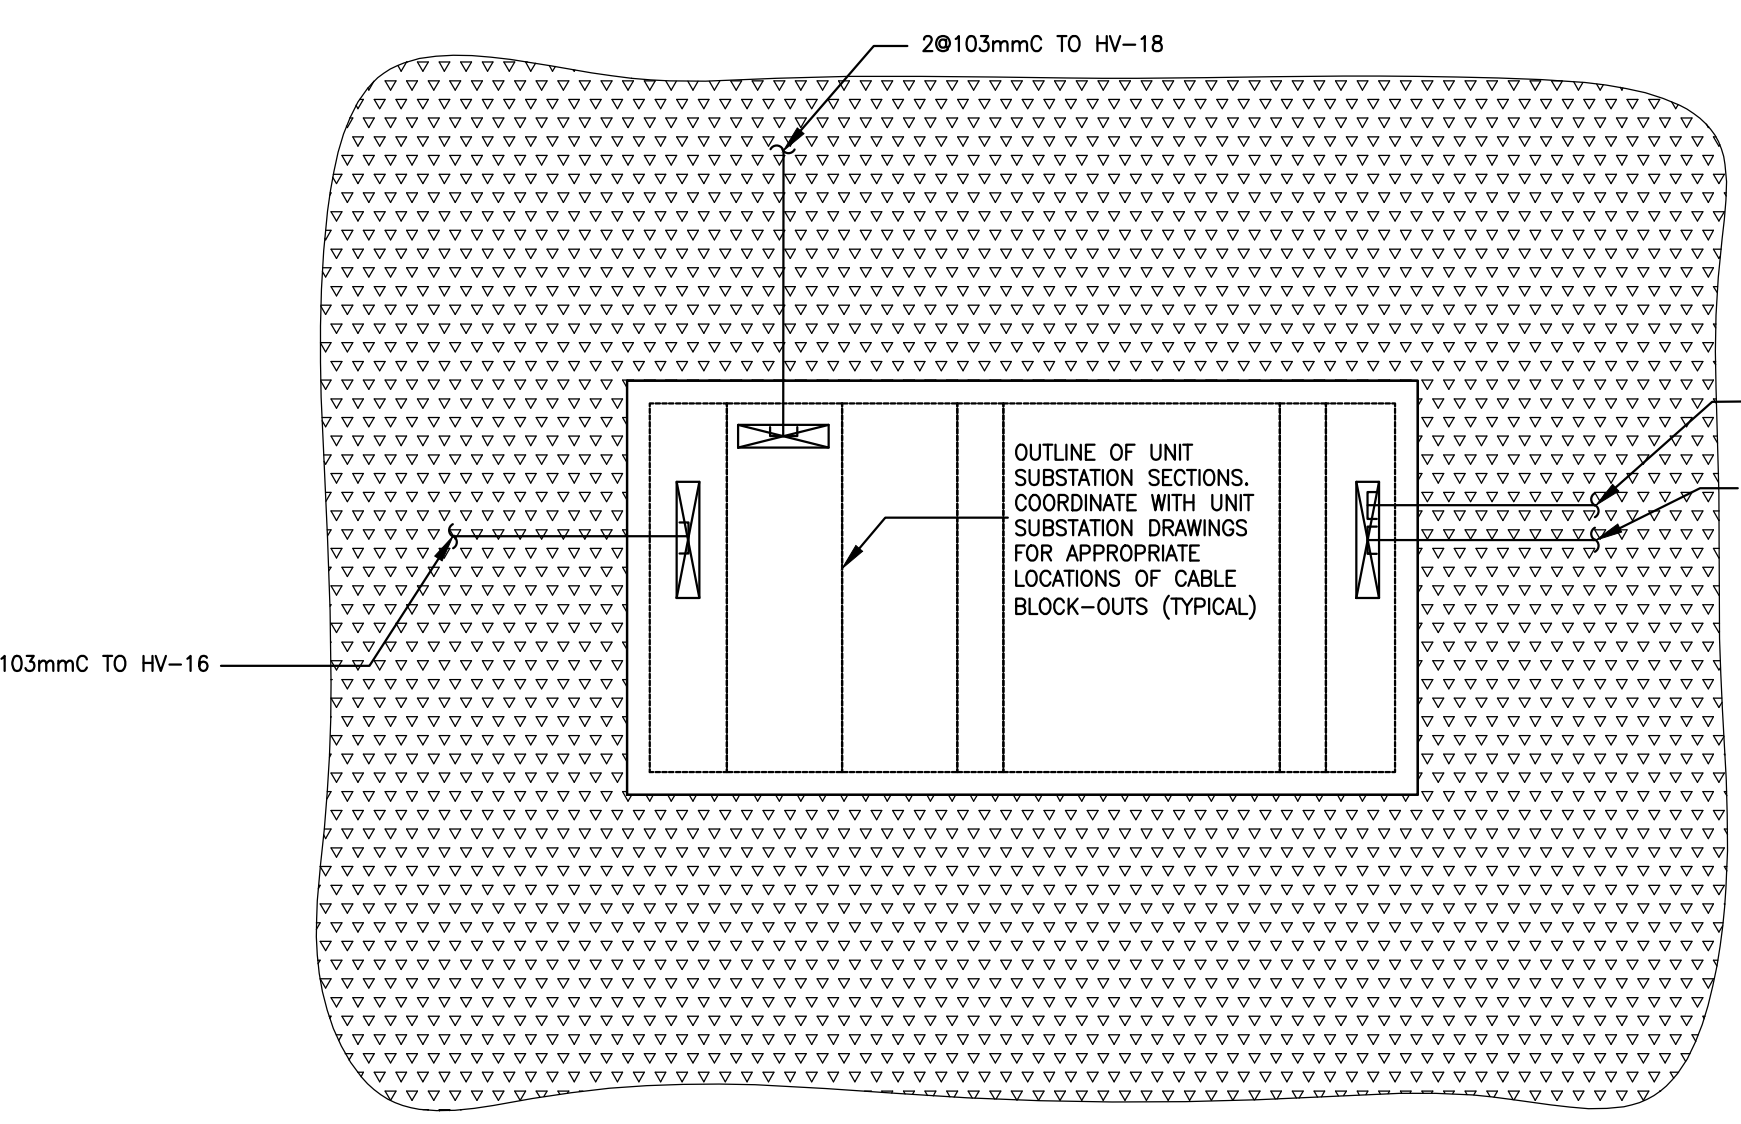 2@103mmC TO HV-18
OUTLINE OF UNIT
SUBSTATION SECTIONS.
COORDINATE WITH UNIT
SUBSTATION DRAWINGS
FOR APPROPRIATE
LOCATIONS OF CABLE
BLOCK-OUTS (TYPICAL)
103mmC TO HV-16